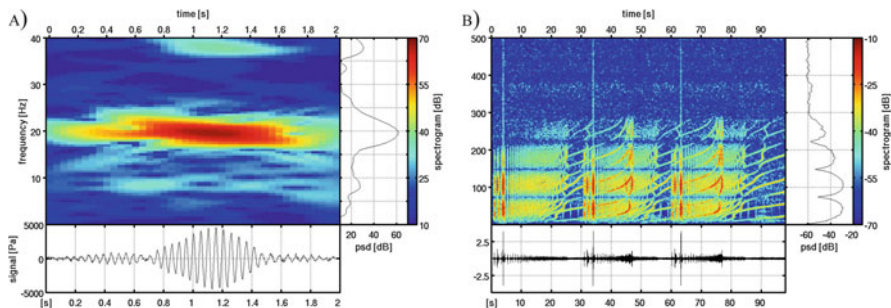 A)
time [s]
0 0.2 0.4 0.6 0.8 1 1.2 1.4 1.6 1.8 2
40
30
20
10
frequency [Hz]
70
55
40
25
10
spectrogram [dB]
20 40 60
psd [dB]
5000
0
-5000
signal [Pa]
[s] 0.2 0.4 0.6 0.8 1 1.2 1.4 1.6 1.8 2
B)
time [s]
0 10 20 30 40 50 60 70 80 90
500
400
300
200
100
-10
-25
-40
-55
-70
spectrogram [dB]
-60 -40 -20
psd [dB]
2.5
-2.5
[s] 10 20 30 40 50 60 70 80 90